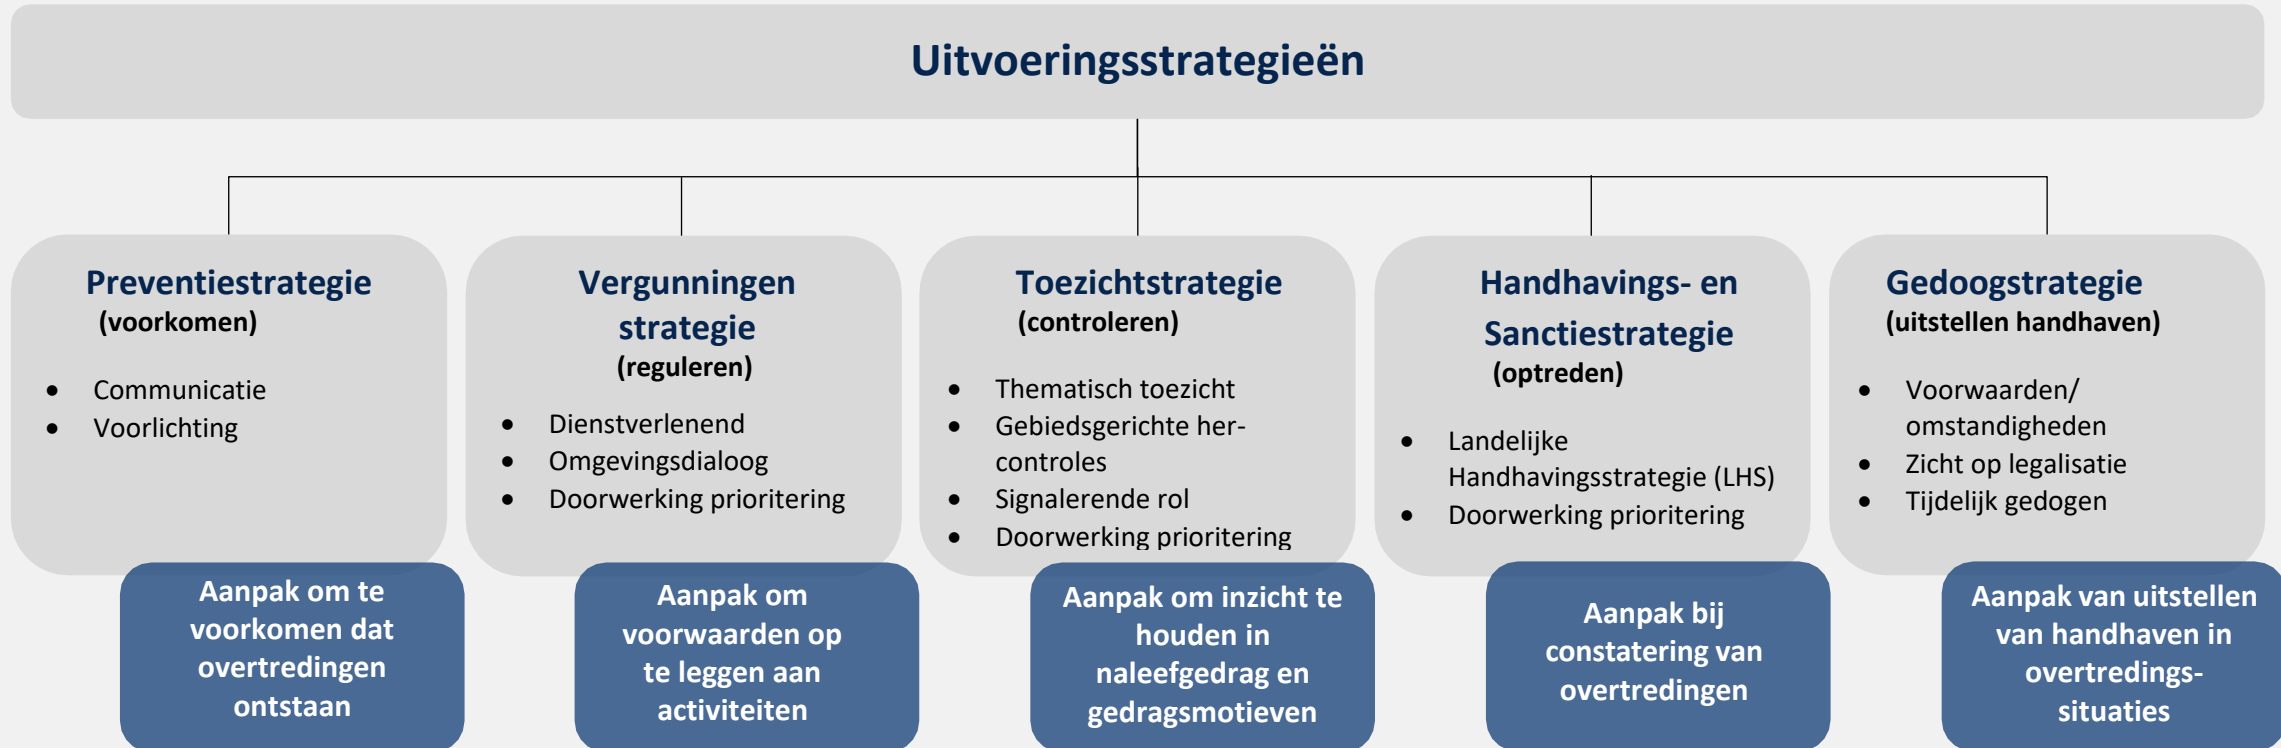 Uitvoeringsstrategieën
Preventiestrategie
(voorkomen)
• Communicatie
• Voorlichting
Aanpak om te
voorkomen dat
overtredingen
ontstaan
Vergunningen
strategie
(reguleren)
• Dienstverlenend
• Omgevingsdialoog
• Doorwerking prioritering
Aanpak om
voorwaarden op
te leggen aan
activiteiten
Toezichtstrategie
(controleren)
• Thematisch toezicht
• Gebiedsgerichte her-
controles
• Signalerende rol
• Doorwerking prioritering
Aanpak om inzicht te
houden in
naleefgedrag en
gedragsmotieven
Handhavings- en
Sanctiestrategie
(optreden)
• Landelijke
Handhavingsstrategie (LHS)
• Doorwerking prioritering
Aanpak bij
constatering van
overtredingen
Gedoogstrategie
(uitstellen handhaven)
• Voorwaarden/
omstandigheden
• Zicht op legalisatie
• Tijdelijk gedogen
Aanpak van uitstellen
van handhaven in
overtredings-
situaties